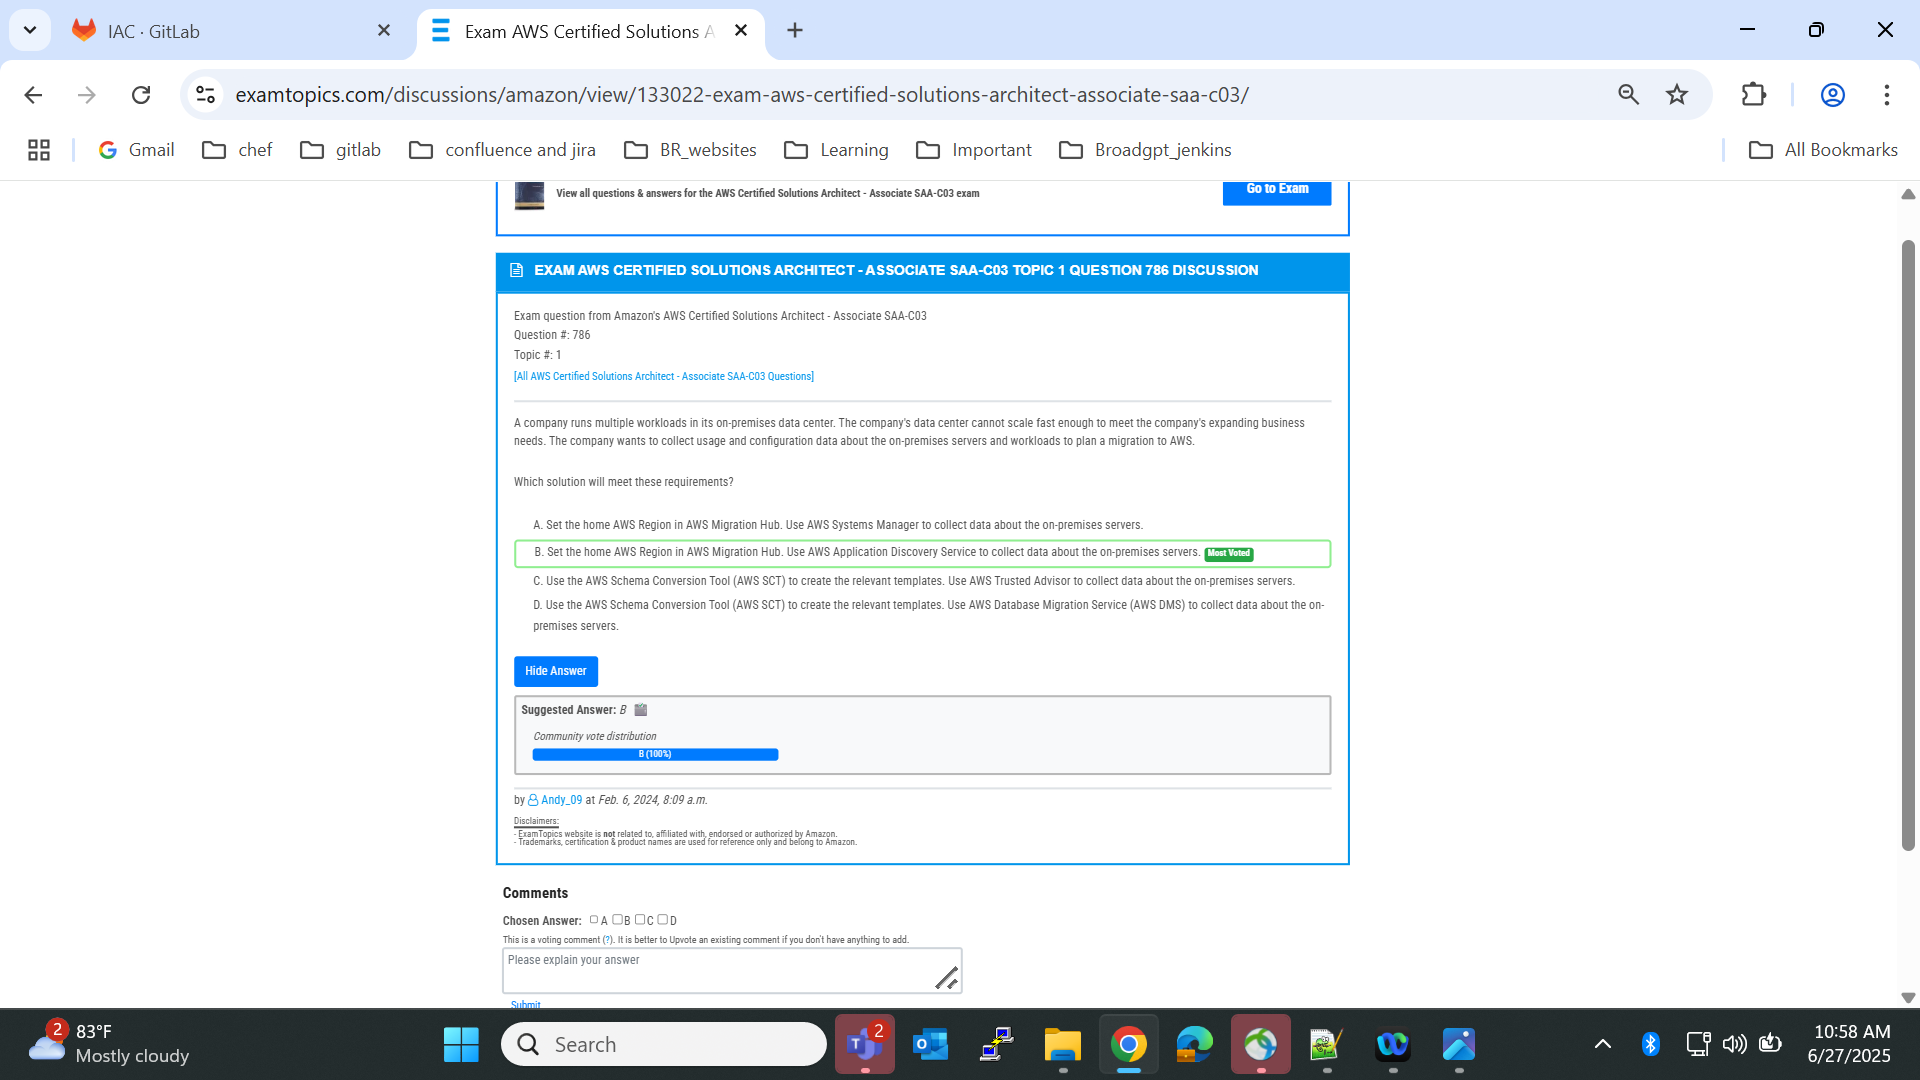 IAC · GitLab
Exam AWS Certified Solutions A
examtopics.com/discussions/amazon/view/133022-exam-aws-certified-solutions-architect-associate-saa-c03/
Gmail
chef
gitlab
confluence and jira
BR_websites
Learning
Important
Broadgpt_jenkins
All Bookmarks
View all questions & answers for the AWS Certified Solutions Architect - Associate SAA-C03 exam
Go to Exam
EXAM AWS CERTIFIED SOLUTIONS ARCHITECT - ASSOCIATE SAA-C03 TOPIC 1 QUESTION 786 DISCUSSION
Exam question from Amazon's AWS Certified Solutions Architect - Associate SAA-C03
Question #: 786
Topic #: 1
[All AWS Certified Solutions Architect - Associate SAA-C03 Questions]
A company runs multiple workloads in its on-premises data center. The company's data center cannot scale fast enough to meet the company's expanding business
needs. The company wants to collect usage and configuration data about the on-premises servers and workloads to plan a migration to AWS.
Which solution will meet these requirements?
A. Set the home AWS Region in AWS Migration Hub. Use AWS Systems Manager to collect data about the on-premises servers.
B. Set the home AWS Region in AWS Migration Hub. Use AWS Application Discovery Service to collect data about the on-premises servers. Most Voted
C. Use the AWS Schema Conversion Tool (AWS SCT) to create the relevant templates. Use AWS Trusted Advisor to collect data about the on-premises servers.
D. Use the AWS Schema Conversion Tool (AWS SCT) to create the relevant templates. Use AWS Database Migration Service (AWS DMS) to collect data about the on-
premises servers.
Hide Answer
Suggested Answer: B
Community vote distribution
B (100%)
by Andy_09 at Feb. 6, 2024, 8:09 a.m.
Disclaimers:
- ExamTopics website is not related to, affiliated with, endorsed or authorized by Amazon.
- Trademarks, certification & product names are used for reference only and belong to Amazon.
Comments
Chosen Answer: A B C D
This is a voting comment (?). It is better to Upvote an existing comment if you don't have anything to add.
Please explain your answer
Submit
2
83°F
Mostly cloudy
Search
2
10:58 AM
6/27/2025